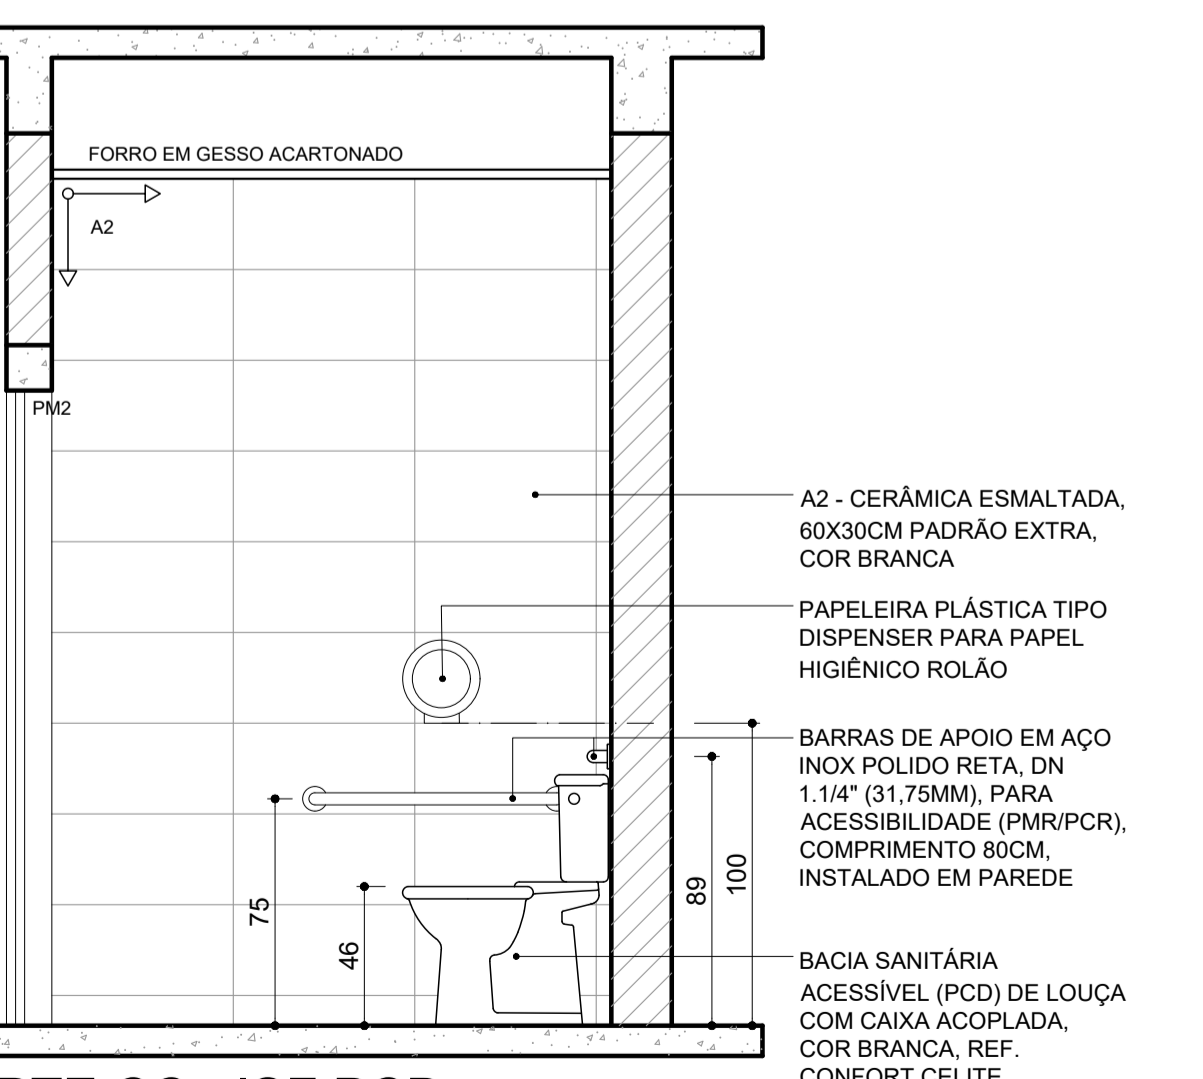 FORRO EM GESSO ACARTONADO
A2
PM2
A2 - CERÂMICA ESMALTADA,
60X30CM PADRÃO EXTRA,
COR BRANCA
PAPELEIRA PLÁSTICA TIPO
DISPENSER PARA PAPEL
HIGIÊNICO ROLÃO
BARRAS DE APOIO EM AÇO
INOX POLIDO RETA, DN
1.1/4" (31,75MM), PARA
ACESSIBILIDADE (PMR/PCR),
COMPRIMENTO 80CM,
INSTALADO EM PAREDE
75
46
89
100
BACIA SANITÁRIA
ACESSÍVEL (PCD) DE LOUÇA
COM CAIXA ACOPLADA,
COR BRANCA, REF.
CONFORT CELITE